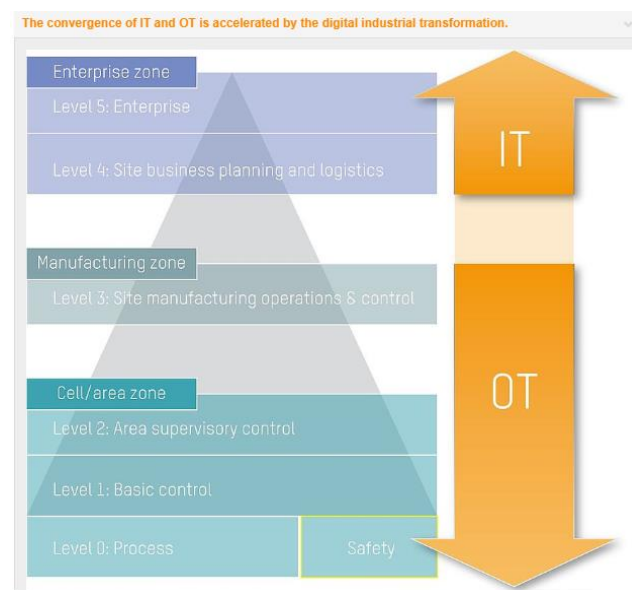 The convergence of IT and OT is accelerated by the digital industrial transformation.
Enterprise zone
Level 5: Enterprise
Level 4: Site business planning and logistics
IT
Manufacturing zone
Level 3: Site manufacturing operations & control
OT
Cell/area zone
Level 2: Area supervisory control
Level 1: Basic control
Level 0: Process
Safety